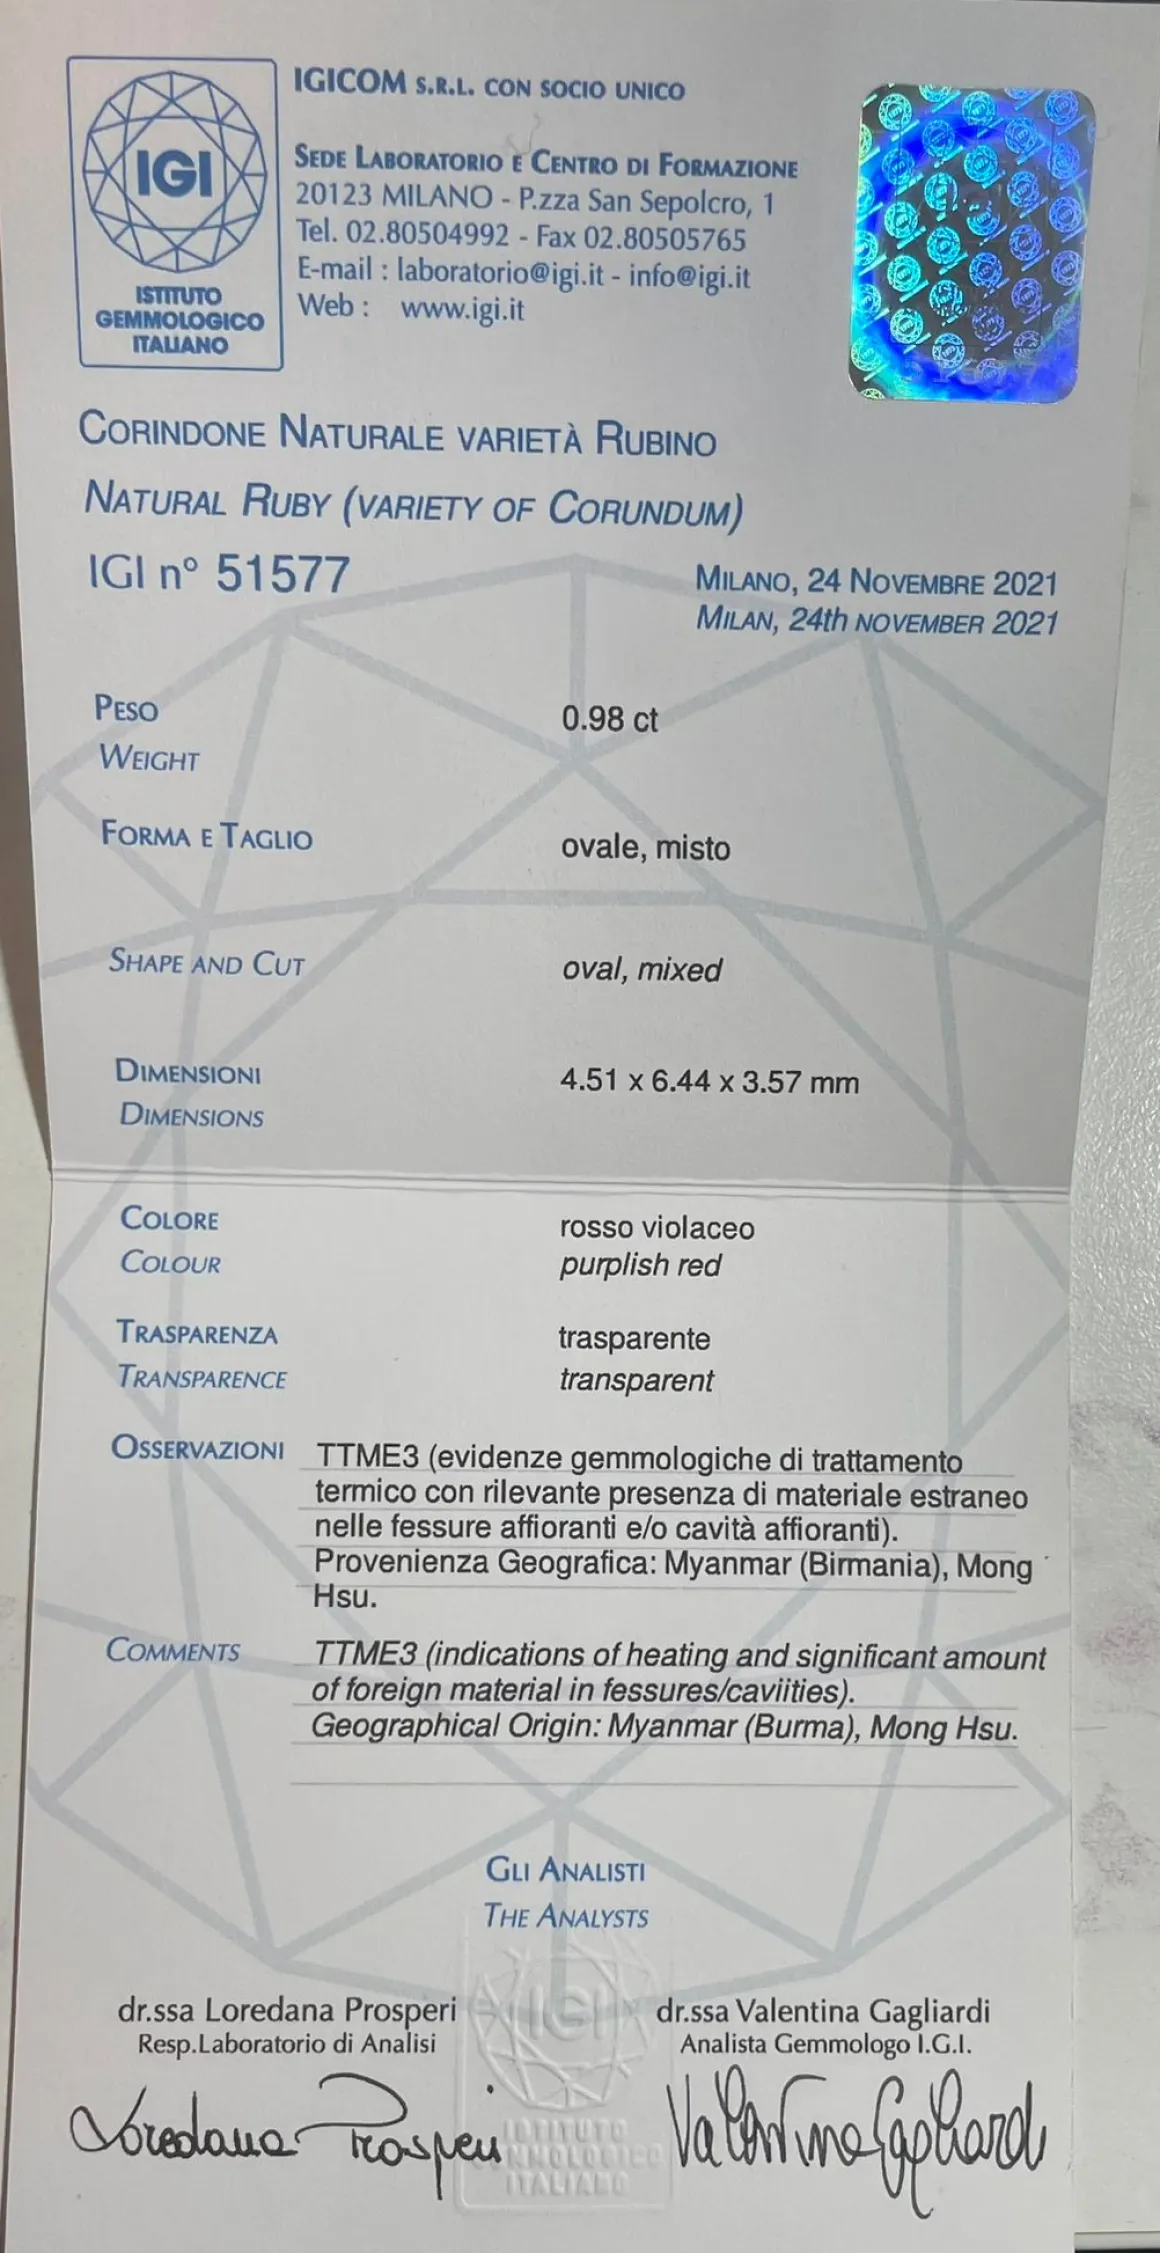 IGI
ISTITUTO
GEMMOLOGICO
ITALIANO
IGICOM S.R.L. CON SOCIO UNICO
SEDE LABORATORIO E CENTRO DI FORMAZIONE
20123 MILANO - P.zza San Sepolcro, 1
Tel. 02.80504992 - Fax 02.80505765
E-mail : laboratorio@igi.it - info@igi.it
Web : www.igi.it
CORINDONE NATURALE VARIETÀ RUBINO
NATURAL RUBY (VARIETY OF CORUNDUM)
IGI n° 51577
MILANO, 24 NOVEMBRE 2021
MILAN, 24th NOVEMBER 2021
PESO 0.98 ct
WEIGHT
FORMA E TAGLIO ovale, misto
SHAPE AND CUT oval, mixed
DIMENSIONI 4.51 x 6.44 x 3.57 mm
DIMENSIONS
COLORE rosso violaceo
COLOUR purplish red
TRASPARENZA trasparente
TRANSPARENCE transparent
OSSERVAZIONI TTME3 (evidenze gemmologiche di trattamento
termico con rilevante presenza di materiale estraneo
nelle fessure affioranti e/o cavità affioranti).
Provenienza Geografica: Myanmar (Birmania), Mong
Hsu.
COMMENTS TTME3 (indications of heating and significant amount
of foreign material in fessures/caviities).
Geographical Origin: Myanmar (Burma), Mong Hsu.
GLI ANALISTI
THE ANALYSTS
dr.ssa Loredana Prosperi
Resp.Laboratorio di Analisi
dr.ssa Valentina Gagliardi
Analista Gemmologo I.G.I.
Loredana Prosperi
Valentina Gagliardi
IGI
ISTITUTO
GEMMOLOGICO
ITALIANO